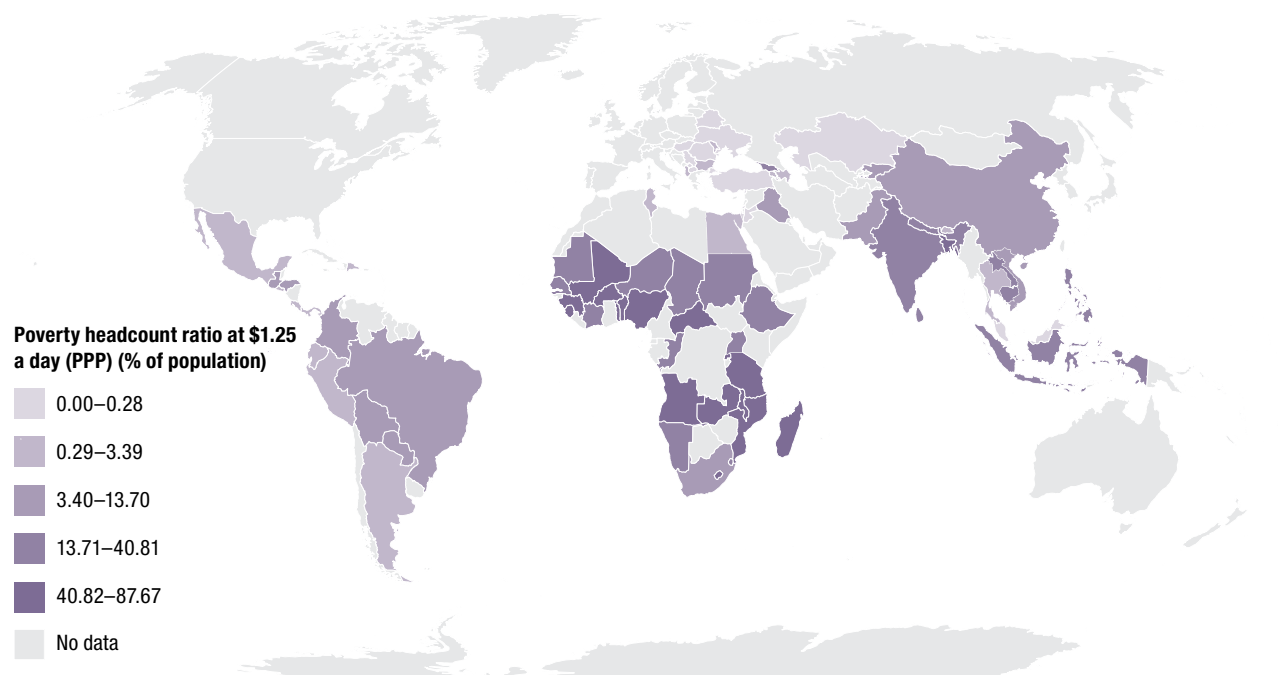 Poverty headcount ratio at $1.25
a day (PPP) (% of population)
0.00–0.28
0.29–3.39
3.40–13.70
13.71–40.81
40.82–87.67
No data